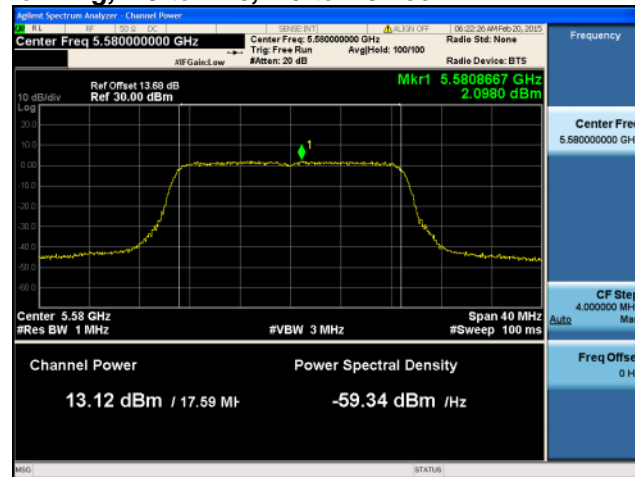 Agilent Spectrum Analyzer - Channel Power
RL RF 50 Ω DC SENSE:INT ALIGN OFF 06:22:26 AM Feb 20, 2015
Center Freq 5.580000000 GHz Center Freq: 5.580000000 GHz Radio Std: None Frequency
Trig: Free Run Avg|Hold: 100/100
#IFGain:Low #Atten: 20 dB Radio Device: BTS
Ref Offset 13.68 dB Mkr1 5.5808667 GHz
10 dB/div Ref 30.00 dBm 2.0980 dBm
Log
20.0
10.0
0.00
-10.0
-20.0
-30.0
-40.0
-50.0
-60.0
1
Center Fre
5.580000000 GH
Center 5.58 GHz Span 40 MHz
#Res BW 1 MHz #VBW 3 MHz #Sweep 100 ms
CF Step
4.000000 MH
Auto Ma
Channel Power Power Spectral Density
Freq Offse
0 H
13.12 dBm / 17.59 MH -59.34 dBm /Hz
MSG STATUS